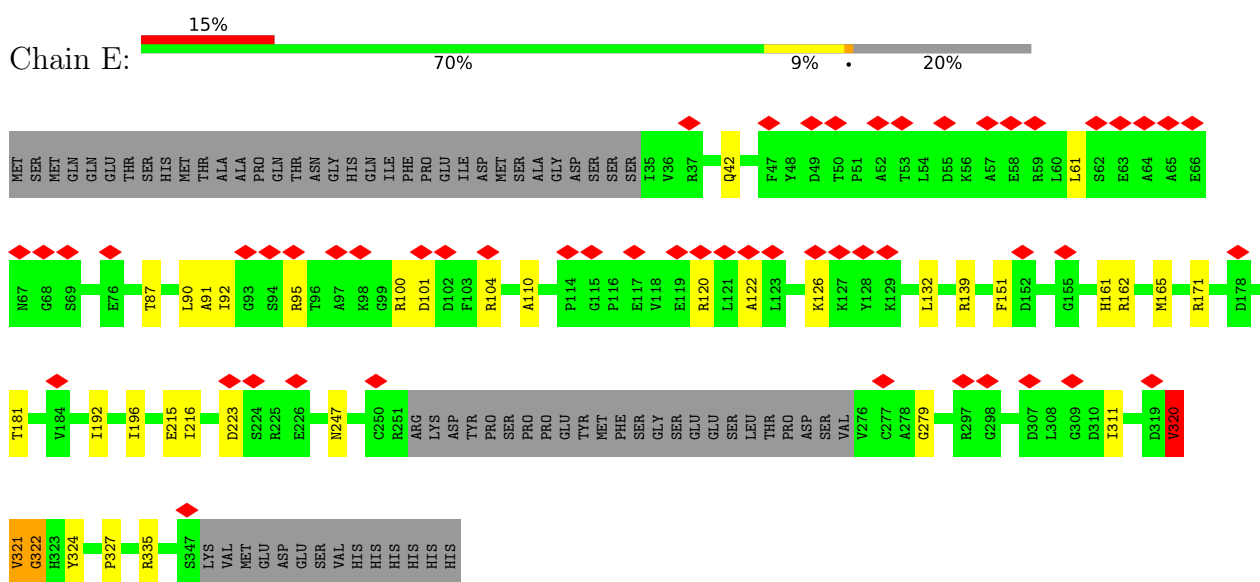 15%
Chain E:
70% 9% • 20%
MET SER MET GLN GLN GLU THR SER HIS MET THR ALA ALA PRO GLN THR ASN GLY HIS GLN ILE PHE PRO GLU ILE ASP MET SER ALA GLY ASP SER SER SER I35 V36 R37 Q42 F47 Y48 D49 T50 P51 A52 T53 L54 D55 K56 A57 E58 R59 L60 L61 S62 E63 A64 A65 E66
N67 G68 S69 E76 T87 L90 A91 I92 G93 S94 R95 T96 A97 K98 G99 R100 D101 D102 F103 R104 A110 P114 G115 P116 E117 V118 E119 R120 L121 A122 L123 K126 K127 Y128 K129 L132 R139 F151 D152 G155 H161 R162 M165 R171 D178
T181 V184 I192 I196 E215 I216 D223 S224 R225 E226 N247 C250 R251 ARG LYS ASP TYR PRO SER PRO PRO GLU TYR MET PHE SER GLY SER GLU GLU SER LEU THR PRO ASP SER VAL V276 C277 A278 G279 R297 G298 D307 L308 G309 D310 I311 D319 V320
V321 G322 H323 Y324 P327 R335 S347 LYS VAL MET GLU ASP GLU SER VAL HIS HIS HIS HIS HIS HIS